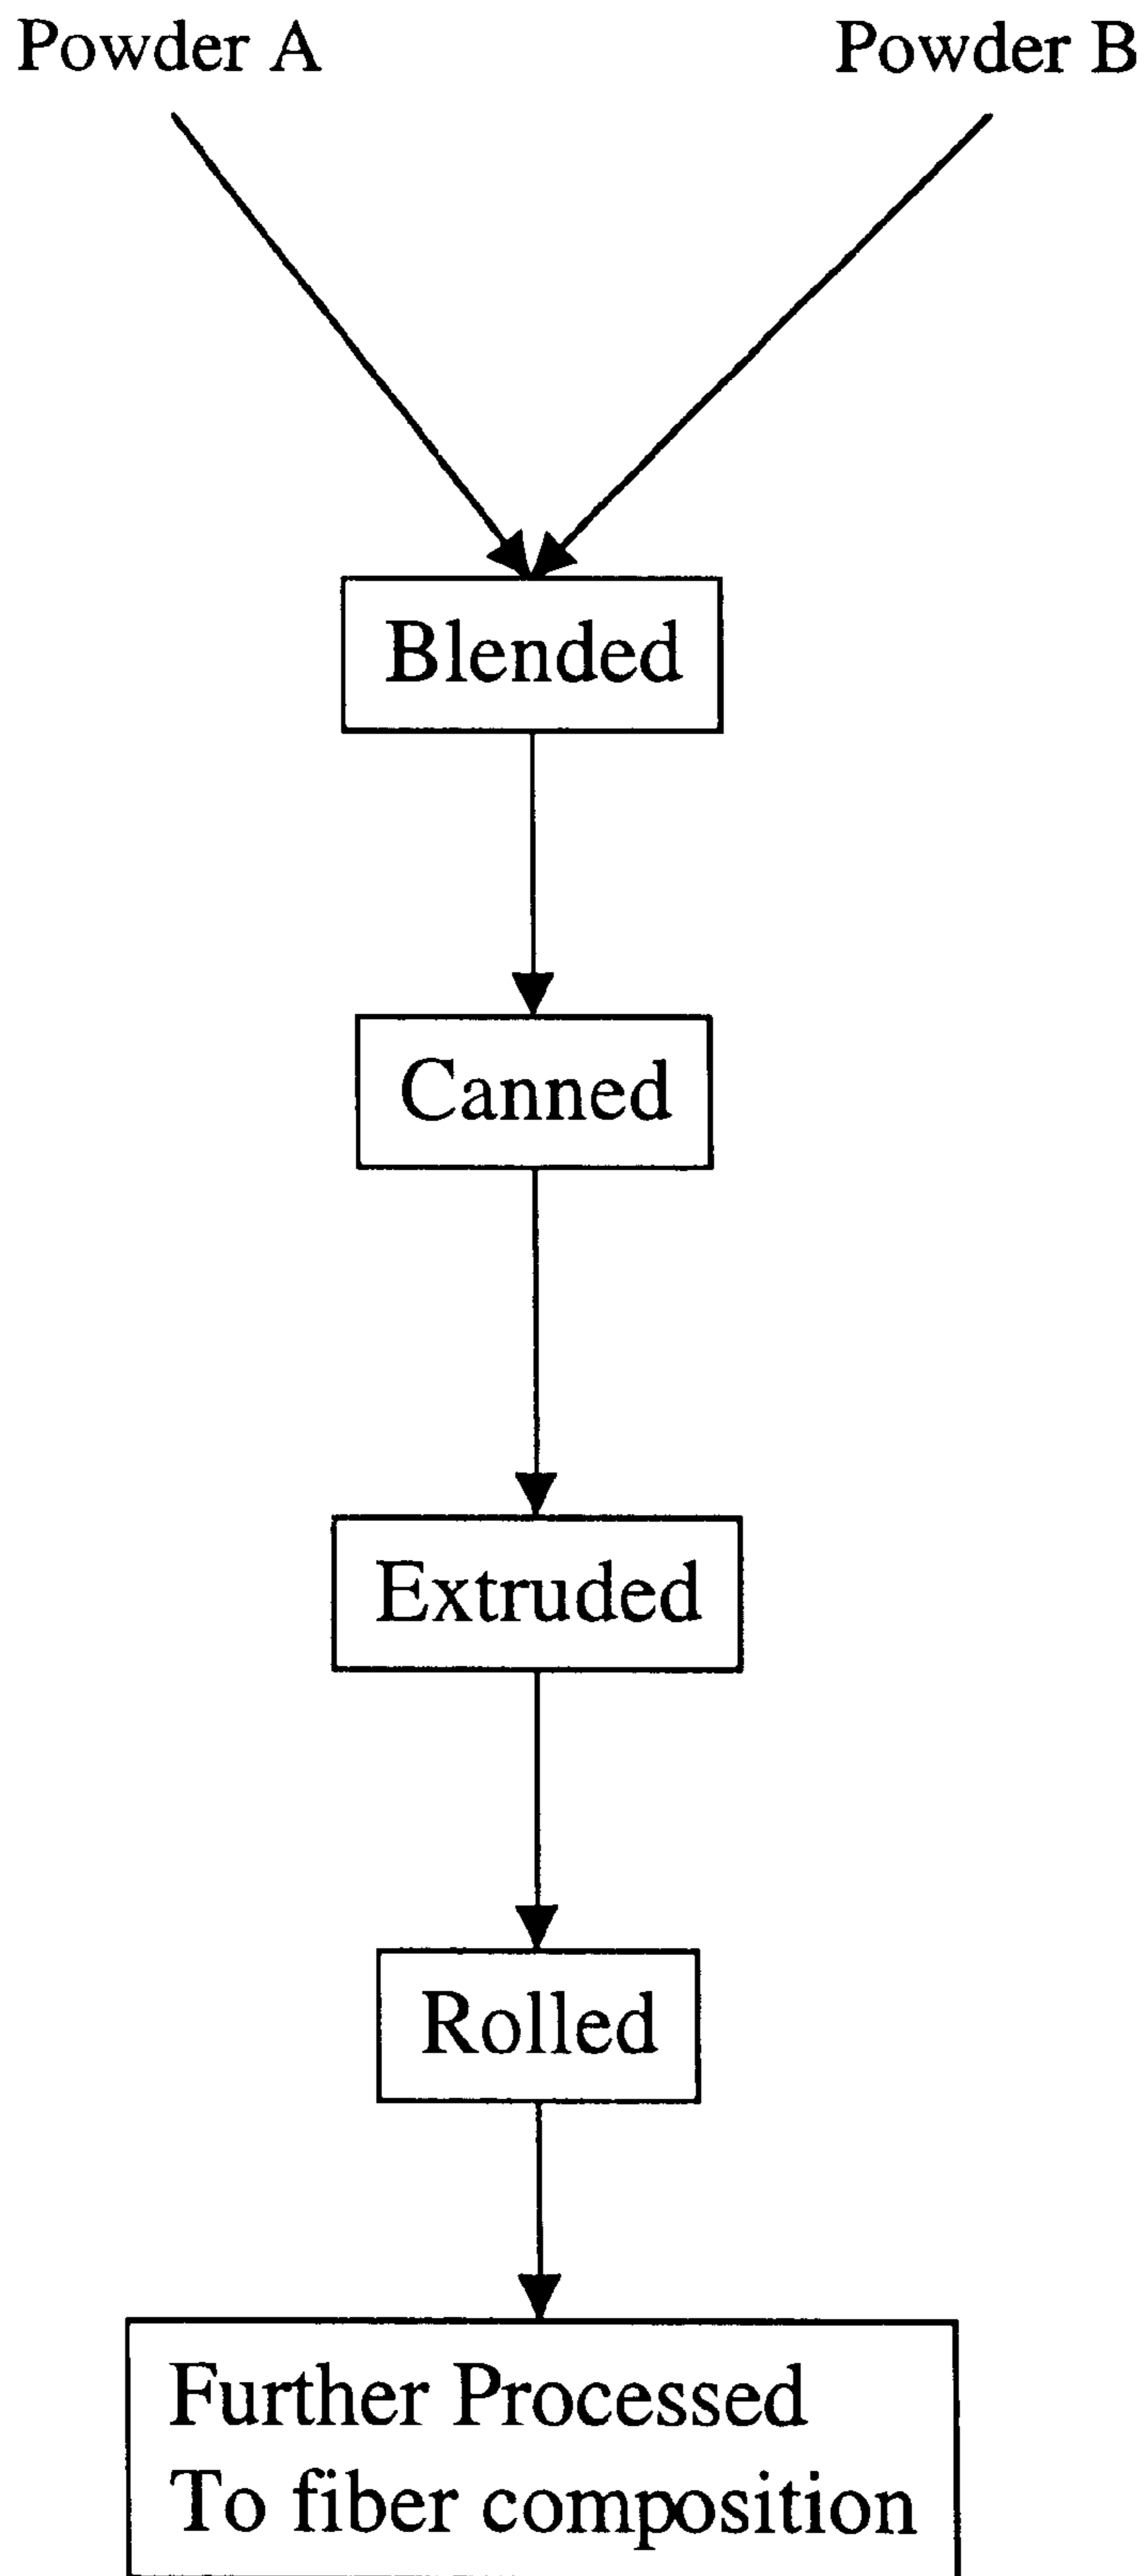 Powder A
Powder B
Blended
Canned
Extruded
Rolled
Further Processed
To fiber composition